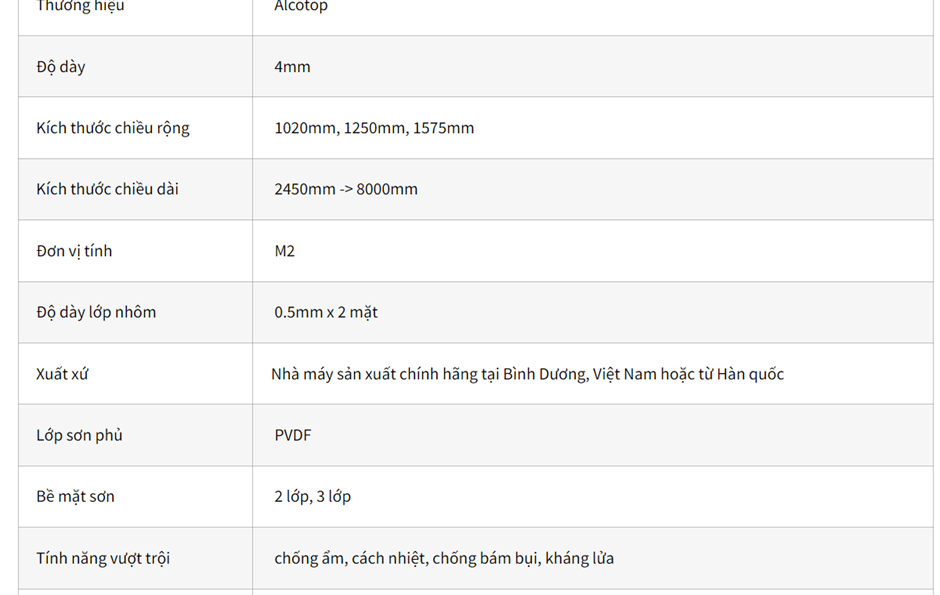 Thương hiệu Alcotop
Độ dày 4mm
Kích thước chiều rộng 1020mm, 1250mm, 1575mm
Kích thước chiều dài 2450mm -> 8000mm
Đơn vị tính M2
Độ dày lớp nhôm 0.5mm x 2 mặt
Xuất xứ Nhà máy sản xuất chính hãng tại Bình Dương, Việt Nam hoặc từ Hàn quốc
Lớp sơn phủ PVDF
Bề mặt sơn 2 lớp, 3 lớp
Tính năng vượt trội chống ẩm, cách nhiệt, chống bám bụi, kháng lửa